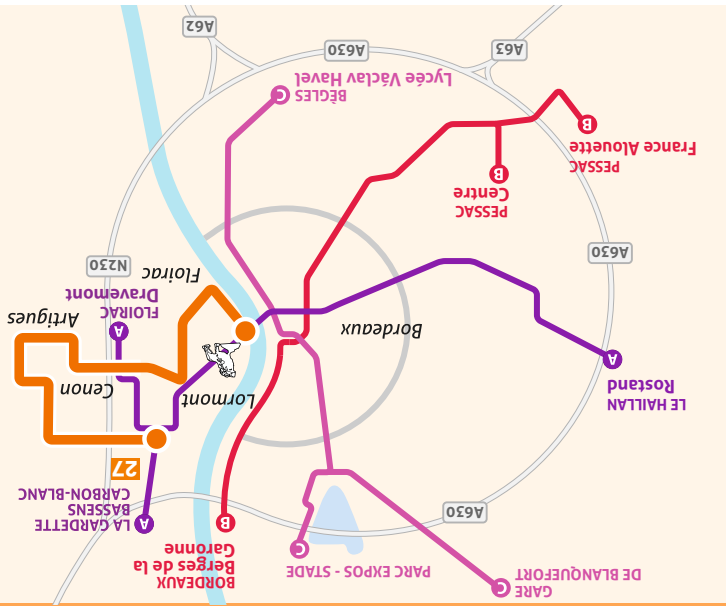 GARE
DE BLANQUEFORT
C
PARC EXPOS - STADE
C
BORDEAUX
Berges de la
Garonne
B
LA GARDETTE
BASSENS
CARBON-BLANC
A
A630
27
LE HAILLAN
Rostand
A
Lormont
Cenon
Bordeaux
Artigues
A
FLOIRAC
Dravemont
Floirac
A630
N230
PESSAC
Centre
B
PESSAC
France Alouette
B
C
BÈGLES
Lycée Václav Havel
A63
A630
A62